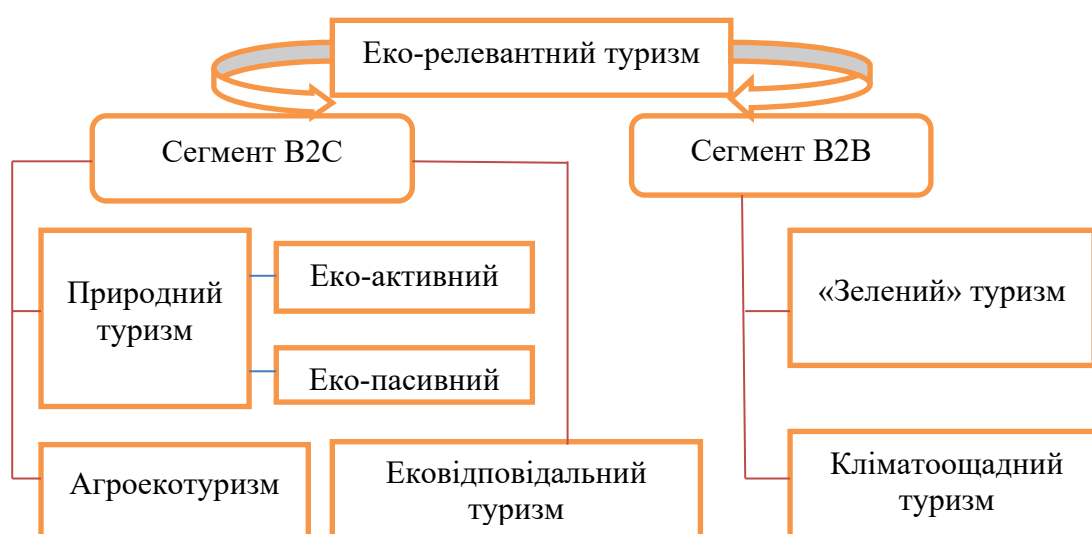 Еко-релевантний туризм
Сегмент B2C
Сегмент B2B
Природний
туризм
Еко-активний
Еко-пасивний
«Зелений» туризм
Агроекотуризм
Ековідповідальний
туризм
Кліматоощадний
туризм